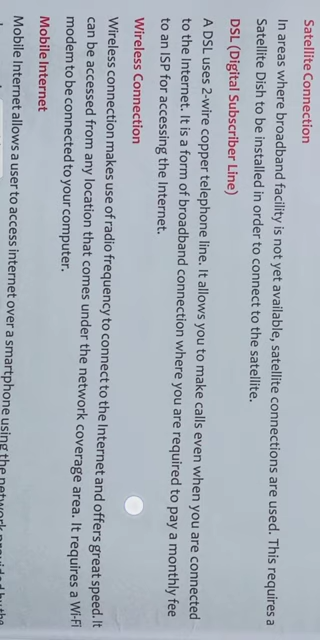 Satellite Connection
In areas where broadband facility is not yet available, satellite connections are used. This requires a
Satellite Dish to be installed in order to connect to the satellite.
DSL (Digital Subscriber Line)
A DSL uses 2-wire copper telephone line. It allows you to make calls even when you are connected
to the Internet. It is a form of broadband connection where you are required to pay a monthly fee
to an ISP for accessing the Internet.
Wireless Connection
Wireless connection makes use of radio frequency to connect to the Internet and offers great speed. It
can be accessed from any location that comes under the network coverage area. It requires a Wi-Fi
modem to be connected to your computer.
Mobile Internet
Mobile Internet allows a user to access internet over a smartphone using the network provided by the